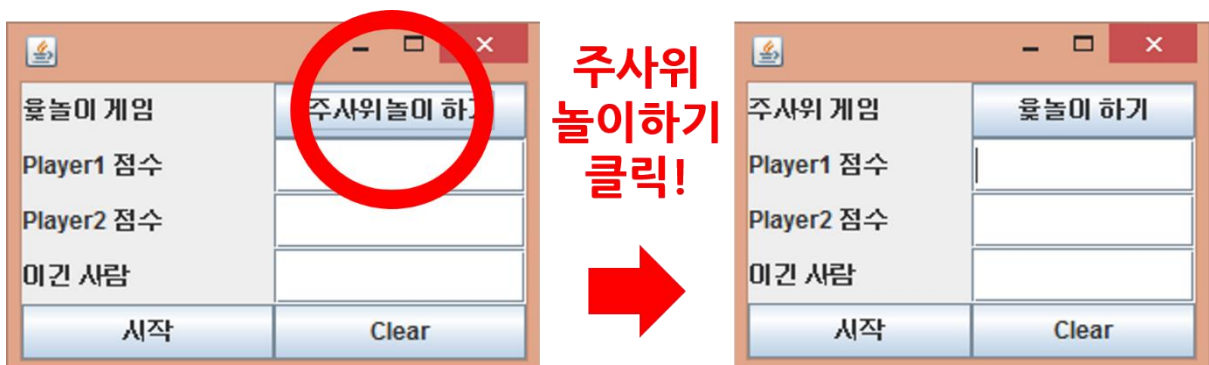 윷놀이 게임
주사위놀이 하기
Player1 점수
Player2 점수
이긴 사람
시작
Clear
주사위
놀이하기
클릭!
주사위 게임
윷놀이 하기
Player1 점수
Player2 점수
이긴 사람
시작
Clear